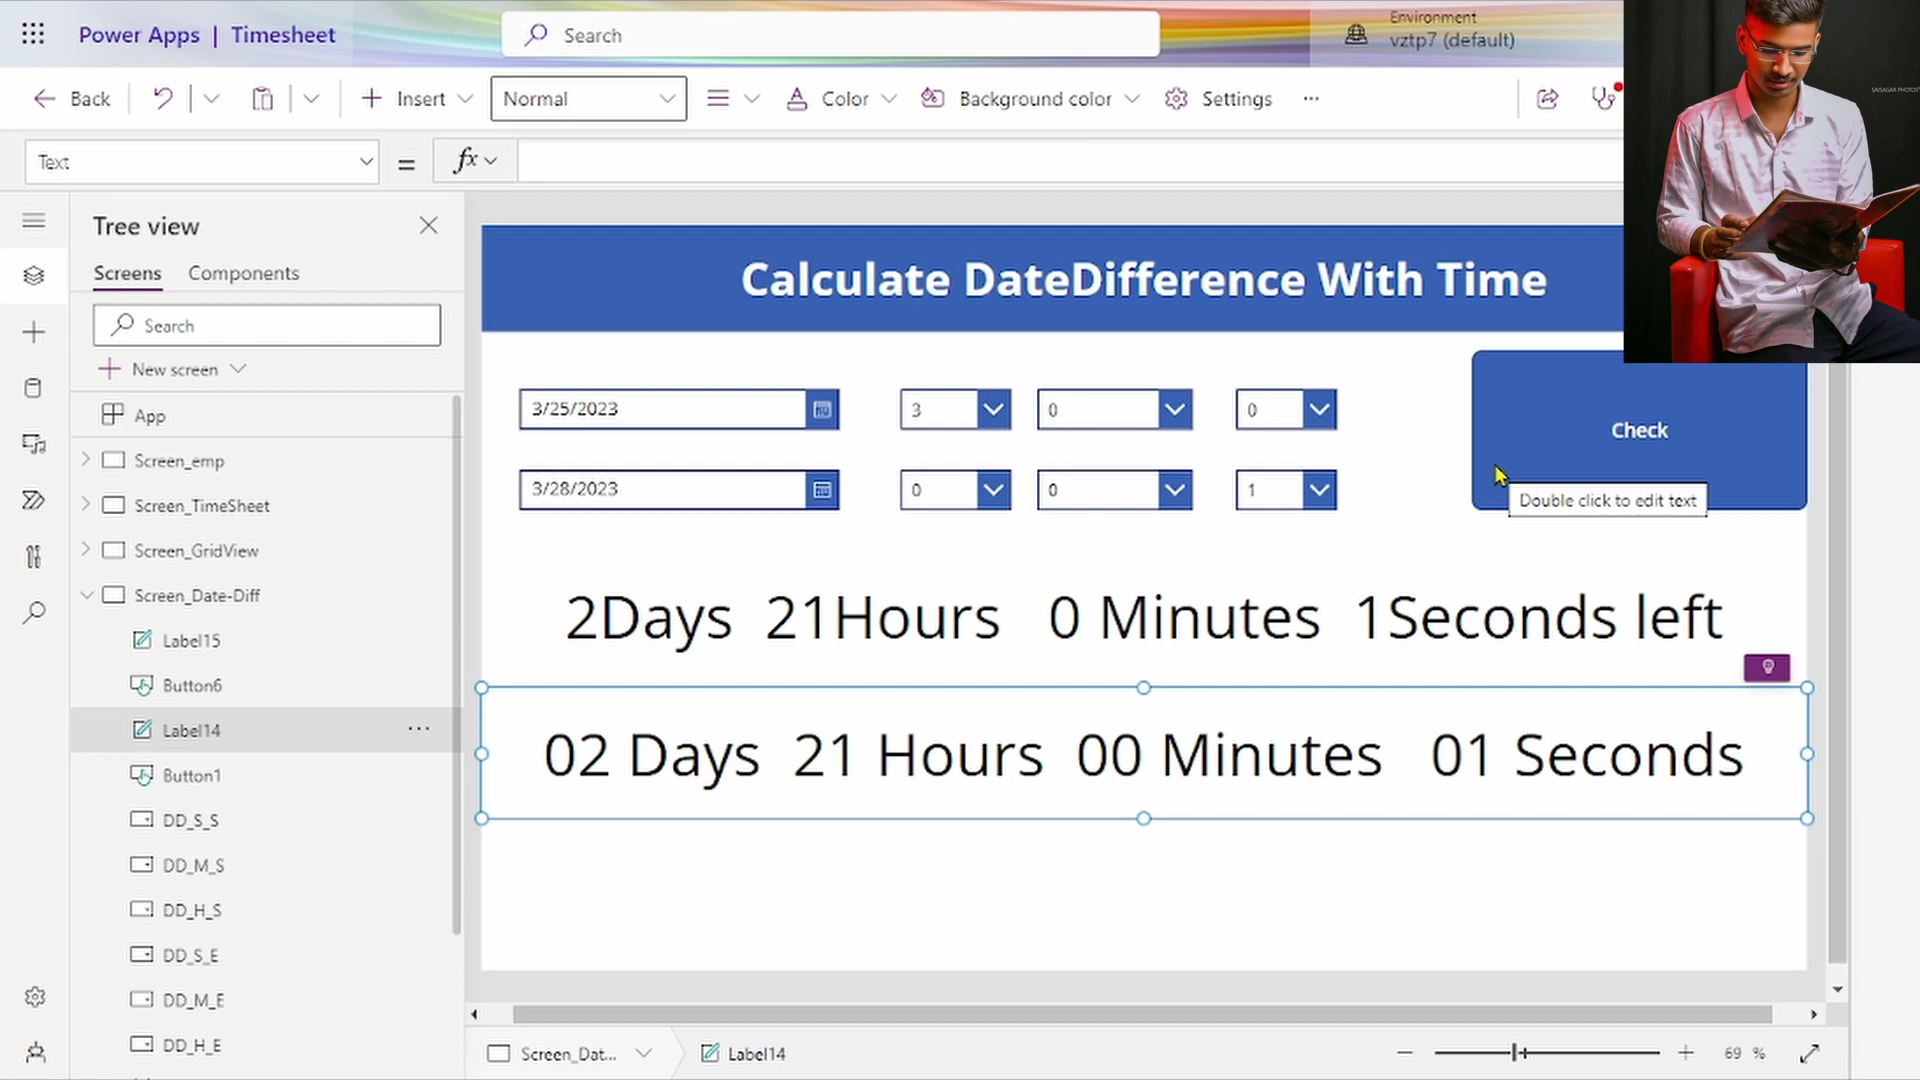 Power Apps | Timesheet
Search
Environment
vztp7 (default)
SAISAGAR PHOTOS
Back
Insert
Normal
Color
Background color
Settings
Text
=
fx
Tree view
Screens
Components
Search
New screen
App
Screen_emp
Screen_TimeSheet
Screen_GridView
Screen_Date-Diff
Label15
Button6
Label14
Button1
DD_S_S
DD_M_S
DD_H_S
DD_S_E
DD_M_E
DD_H_E
Calculate DateDifference With Time
3/25/2023 3 0 0
3/28/2023 0 0 1
Check
Double click to edit text
2Days 21Hours 0 Minutes 1Seconds left
02 Days 21 Hours 00 Minutes 01 Seconds
Screen_Dat...
Label14
69 %